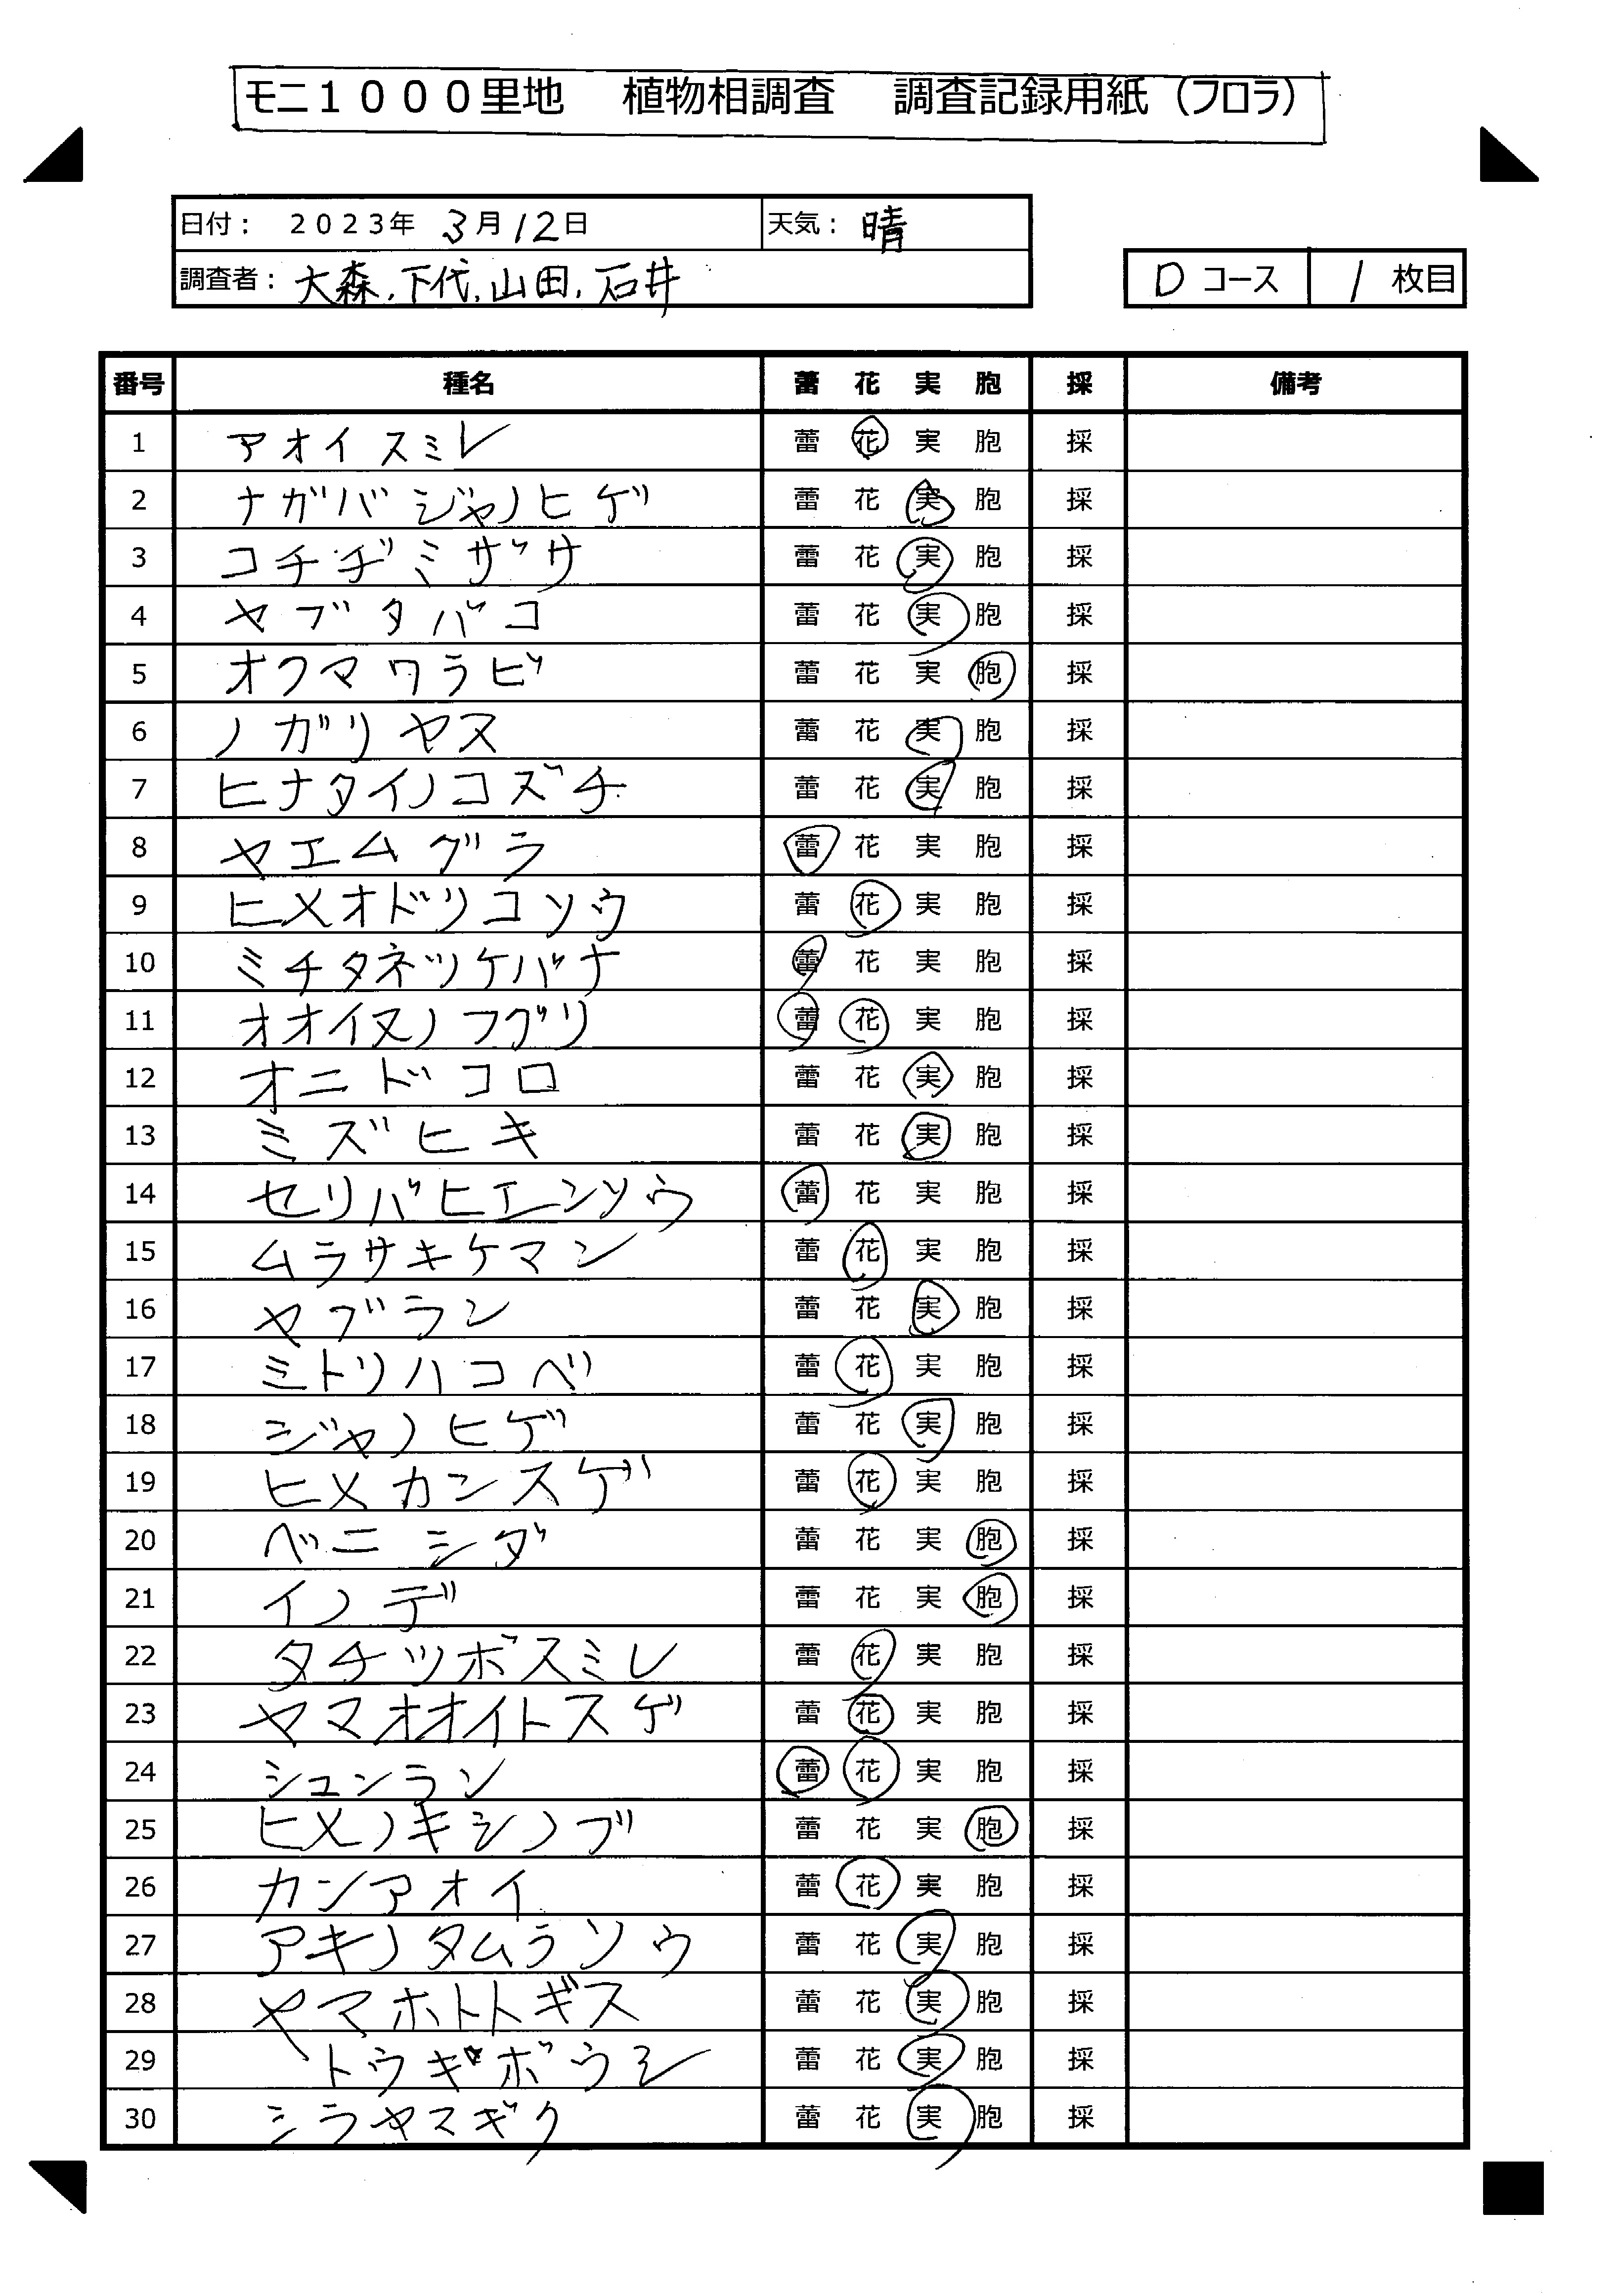 モニ1000里地 植物相調査 調査記録用紙（フロラ）
日付： 2023年 3月12日 天気： 晴
調査者： 大森, 下代, 山田, 石井
D コース 1 枚目
番号 種名 蕾 花 実 胞 採 備考
1 アオイスミレ 蕾 花 実 胞 採
2 ナガバジャノヒゲ 蕾 花 実 胞 採
3 コチヂミザサ 蕾 花 実 胞 採
4 ヤブタバコ 蕾 花 実 胞 採
5 オクマワラビ 蕾 花 実 胞 採
6 ノガリヤス 蕾 花 実 胞 採
7 ヒナタイノコズチ 蕾 花 実 胞 採
8 ヤエムグラ 蕾 花 実 胞 採
9 ヒメオドリコソウ 蕾 花 実 胞 採
10 ミチタネツケバナ 蕾 花 実 胞 採
11 オオイヌノフグリ 蕾 花 実 胞 採
12 オニドコロ 蕾 花 実 胞 採
13 ミズヒキ 蕾 花 実 胞 採
14 セリバヒエンソウ 蕾 花 実 胞 採
15 ムラサキケマン 蕾 花 実 胞 採
16 ヤブラン 蕾 花 実 胞 採
17 ミトリハコベ 蕾 花 実 胞 採
18 ジャノヒゲ 蕾 花 実 胞 採
19 ヒメカンスゲ 蕾 花 実 胞 採
20 ベニシダ 蕾 花 実 胞 採
21 イノデ 蕾 花 実 胞 採
22 タチツボスミレ 蕾 花 実 胞 採
23 ヤマオオイトスゲ 蕾 花 実 胞 採
24 シュンラン 蕾 花 実 胞 採
25 ヒメノキシノブ 蕾 花 実 胞 採
26 カンアオイ 蕾 花 実 胞 採
27 アキノタムラソウ 蕾 花 実 胞 採
28 ヤマホトトギス 蕾 花 実 胞 採
29 トウギボウシ 蕾 花 実 胞 採
30 シラヤマギク 蕾 花 実 胞 採